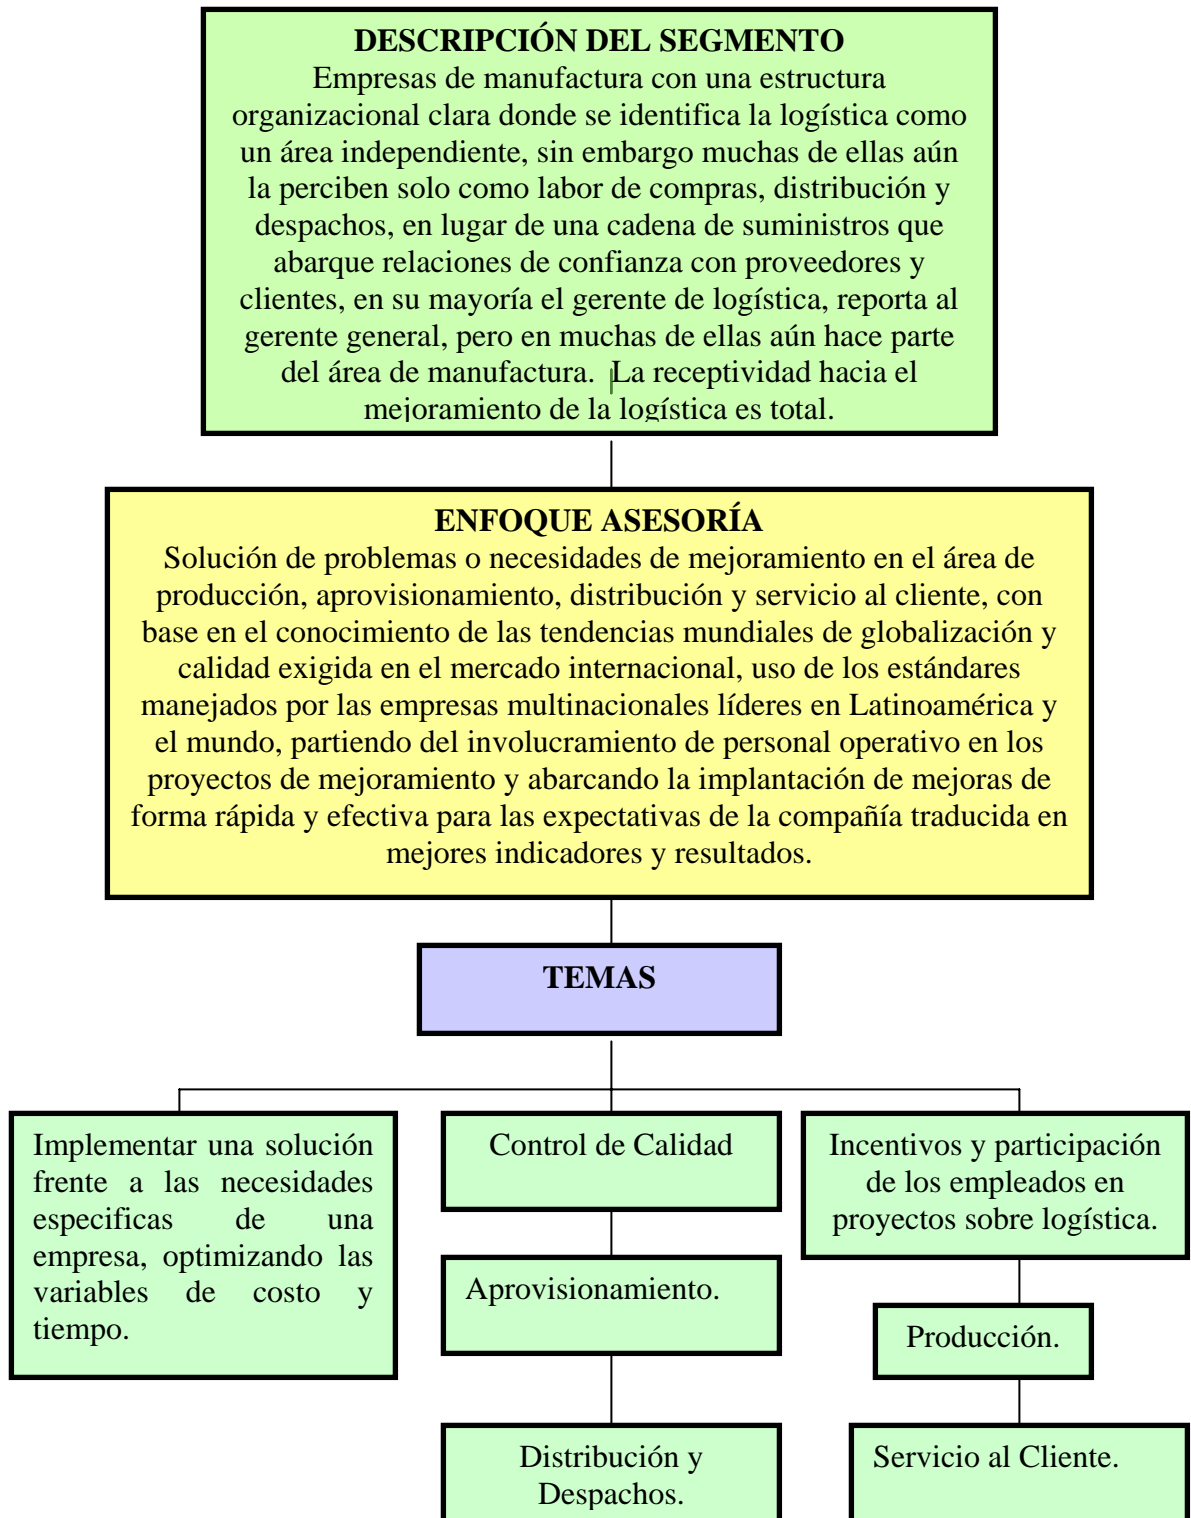 DESCRIPCIÓN DEL SEGMENTO
Empresas de manufactura con una estructura
organizacional clara donde se identifica la logística como
un área independiente, sin embargo muchas de ellas aún
la perciben solo como labor de compras, distribución y
despachos, en lugar de una cadena de suministros que
abarque relaciones de confianza con proveedores y
clientes, en su mayoría el gerente de logística, reporta al
gerente general, pero en muchas de ellas aún hace parte
del área de manufactura. La receptividad hacia el
mejoramiento de la logística es total.
ENFOQUE ASESORÍA
Solución de problemas o necesidades de mejoramiento en el área de
producción, aprovisionamiento, distribución y servicio al cliente, con
base en el conocimiento de las tendencias mundiales de globalización y
calidad exigida en el mercado internacional, uso de los estándares
manejados por las empresas multinacionales líderes en Latinoamérica y
el mundo, partiendo del involucramiento de personal operativo en los
proyectos de mejoramiento y abarcando la implantación de mejoras de
forma rápida y efectiva para las expectativas de la compañía traducida en
mejores indicadores y resultados.
TEMAS
Implementar una solución
frente a las necesidades
especificas de una
empresa, optimizando las
variables de costo y
tiempo.
Control de Calidad
Aprovisionamiento.
Distribución y
Despachos.
Incentivos y participación
de los empleados en
proyectos sobre logística.
Producción.
Servicio al Cliente.